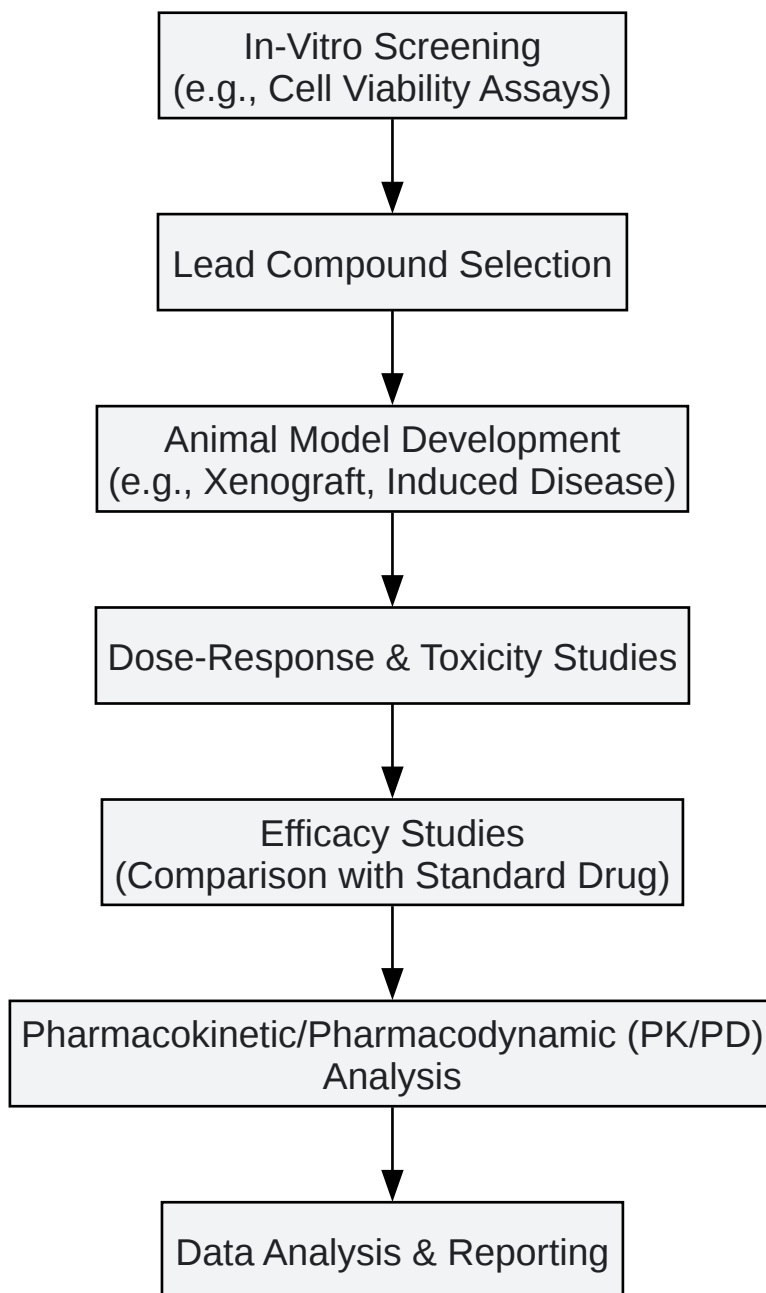 In-Vitro Screening
(e.g., Cell Viability Assays)
Lead Compound Selection
Animal Model Development
(e.g., Xenograft, Induced Disease)
Dose-Response & Toxicity Studies
Efficacy Studies
(Comparison with Standard Drug)
Pharmacokinetic/Pharmacodynamic (PK/PD)
Analysis
Data Analysis & Reporting